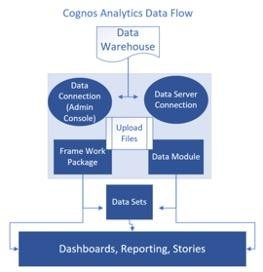 Cognos Analytics Data Flow
Data
Warehouse
Data
Connection
(Admin
Console)
Data Server
Connection
Upload
Files
Frame Work
Package
Data Module
Data Sets
Dashboards, Reporting, Stories